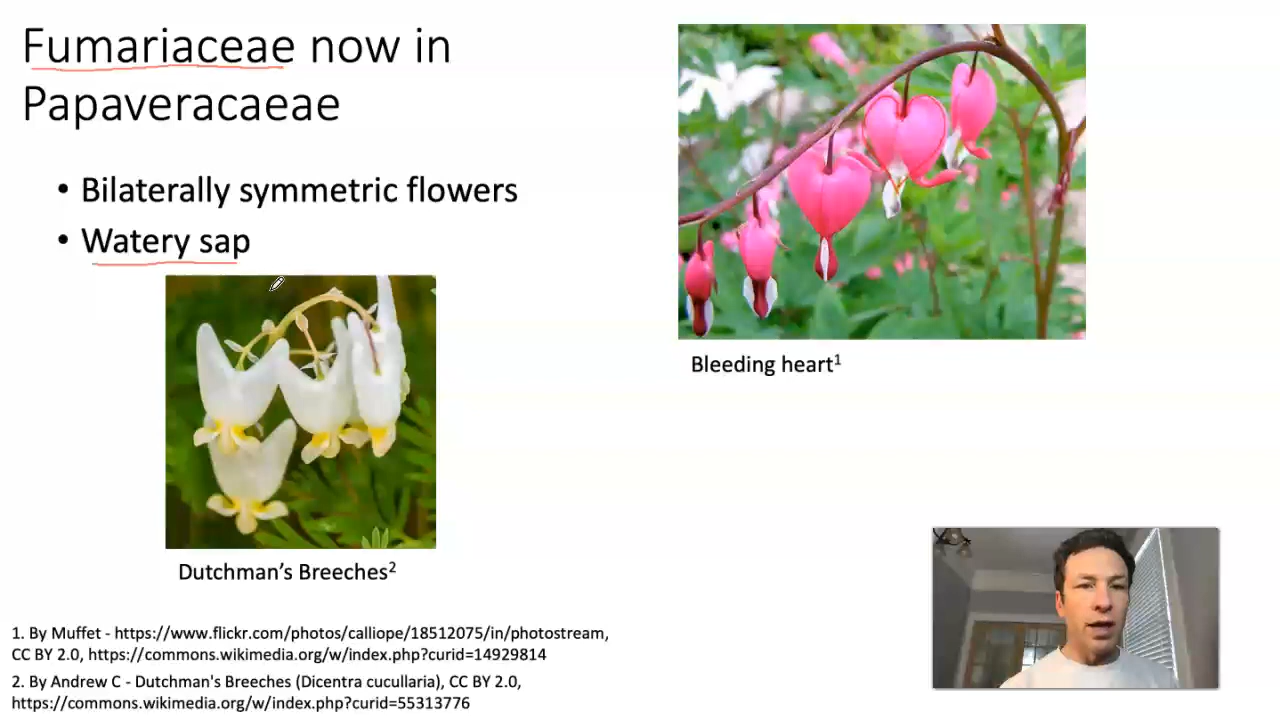 Fumariaceae now in
Papaveracaeae
• Bilaterally symmetric flowers
• Watery sap
Bleeding heart¹
Dutchman’s Breeches²
1. By Muffet - https://www.flickr.com/photos/calliope/18512075/in/photostream,
CC BY 2.0, https://commons.wikimedia.org/w/index.php?curid=14929814
2. By Andrew C - Dutchman's Breeches (Dicentra cucullaria), CC BY 2.0,
https://commons.wikimedia.org/w/index.php?curid=55313776